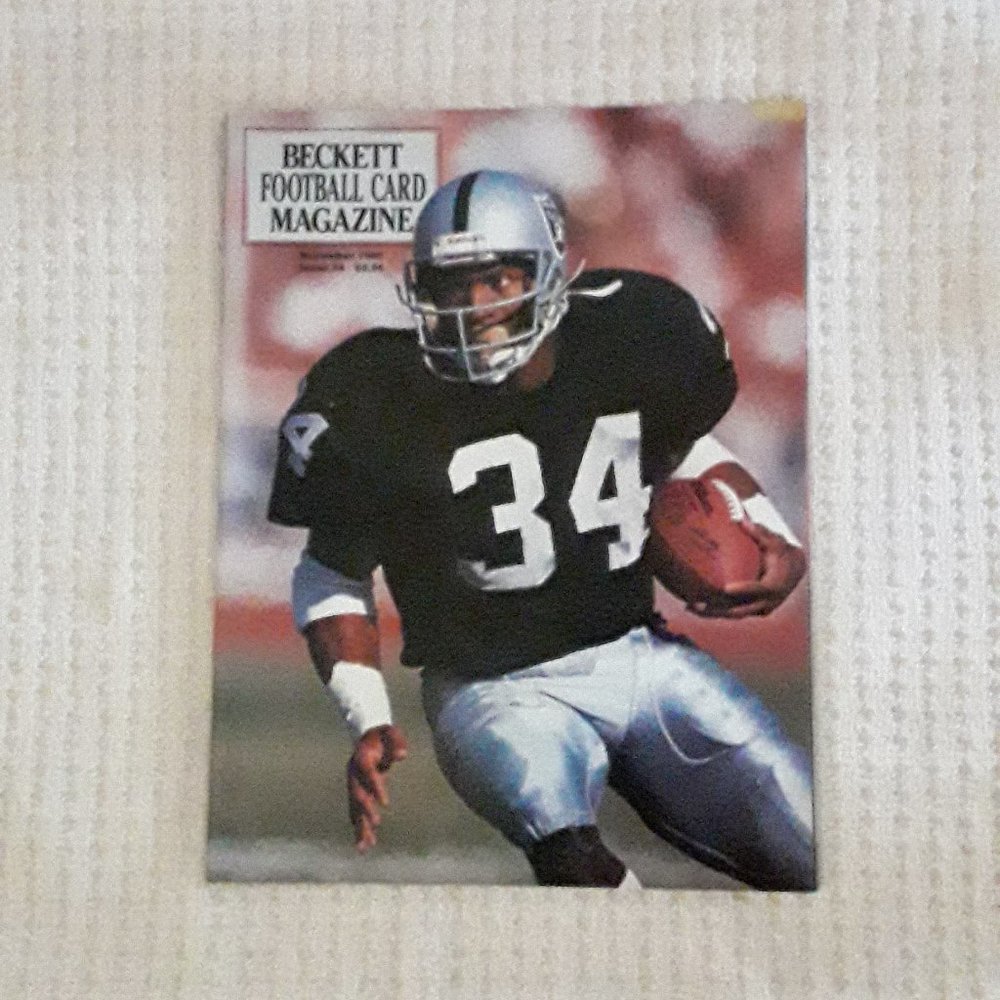 BECKETT
FOOTBALL CARD
MAGAZINE
34
34